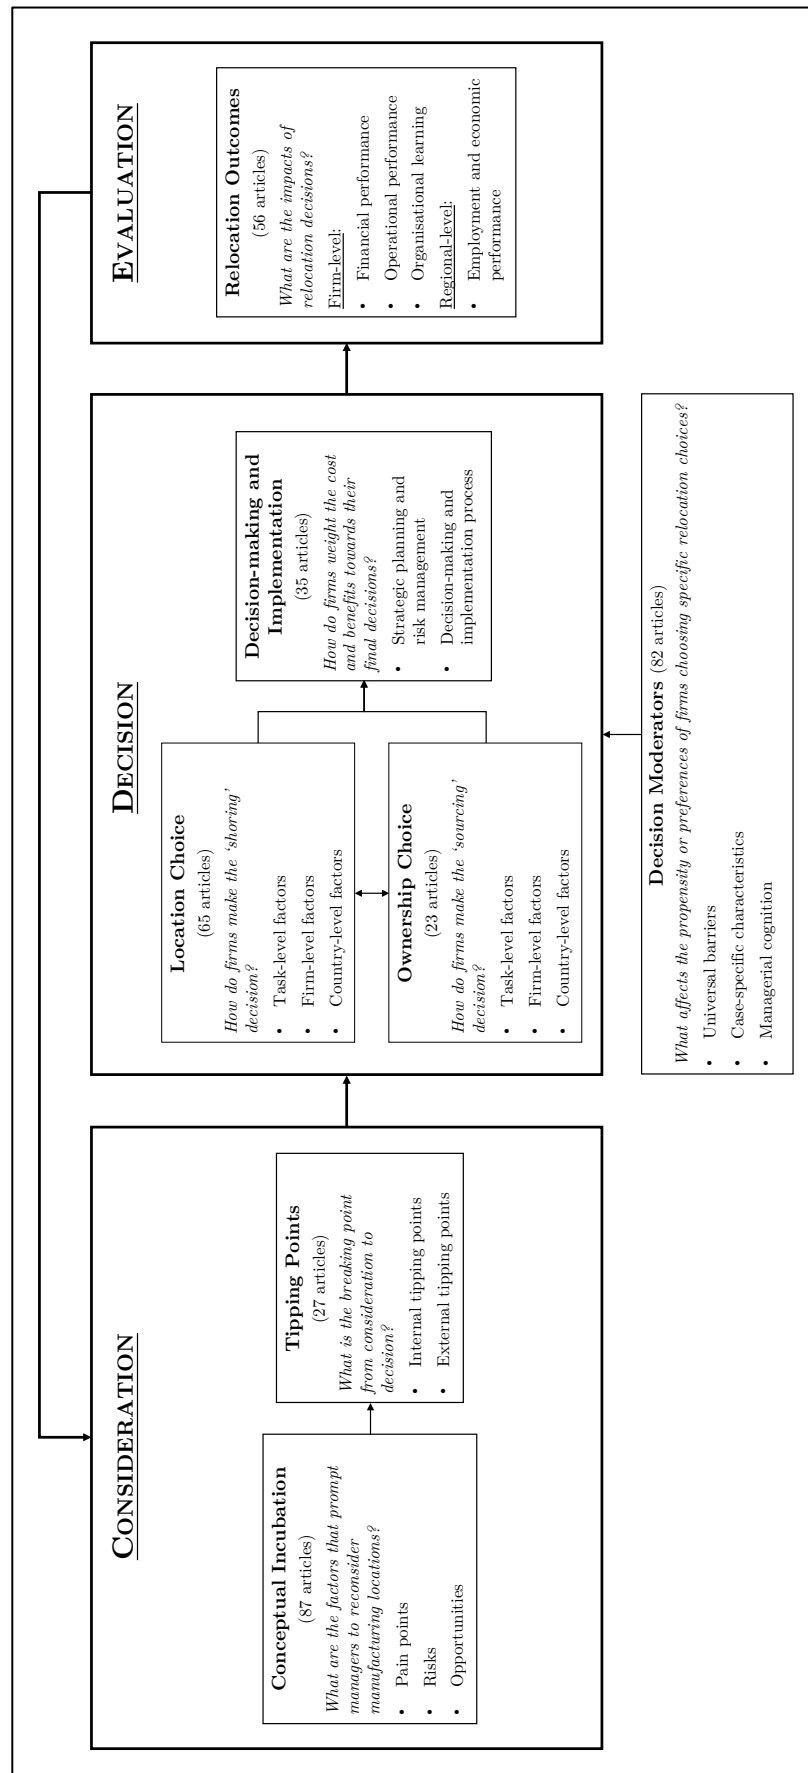 CONSIDERATION
Conceptual Incubation
(87 articles)
What are the factors that prompt
managers to reconsider
manufacturing locations?
• Pain points
• Risks
• Opportunities
Tipping Points
(27 articles)
What is the breaking point
from consideration to
decision?
• Internal tipping points
• External tipping points
DECISION
Location Choice
(65 articles)
How do firms make the ‘shoring’
decision?
• Task-level factors
• Firm-level factors
• Country-level factors
Ownership Choice
(23 articles)
How do firms make the ‘sourcing’
decision?
• Task-level factors
• Firm-level factors
• Country-level factors
Decision-making and
Implementation
(35 articles)
How do firms weight the cost
and benefits towards their
final decisions?
• Strategic planning and
risk management
• Decision-making and
implementation process
Decision Moderators (82 articles)
What affects the propensity or preferences of firms choosing specific relocation choices?
• Universal barriers
• Case-specific characteristics
• Managerial cognition
EVALUATION
Relocation Outcomes
(56 articles)
What are the impacts of
relocation decisions?
Firm-level:
• Financial performance
• Operational performance
• Organisational learning
Regional-level:
• Employment and economic
performance